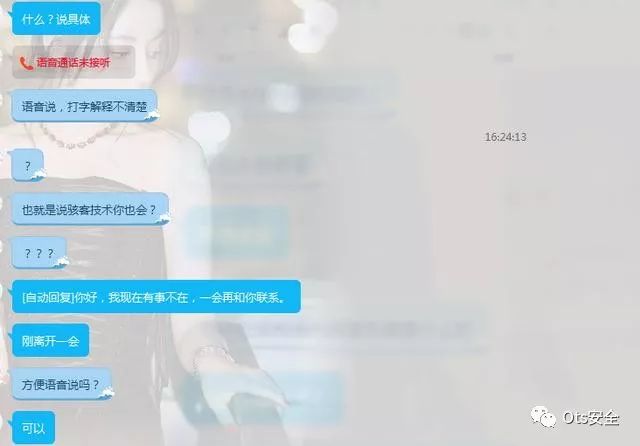 什么？说具体
语音通话未接听
语音说，打字解释不清楚
16:24:13
？
也就是说骇客技术你也会？
？？？
[自动回复]你好，我现在有事不在，一会再和你联系。
刚离开一会
方便语音说吗？
可以
Ots安全